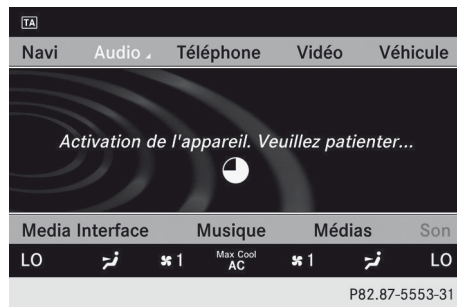 TA
Navi Audio Téléphone Vidéo Véhicule
Activation de l'appareil. Veuillez patienter...
Media Interface Musique Médias Son
LO 1 Max Cool AC 1 LO
P82.87-5553-31